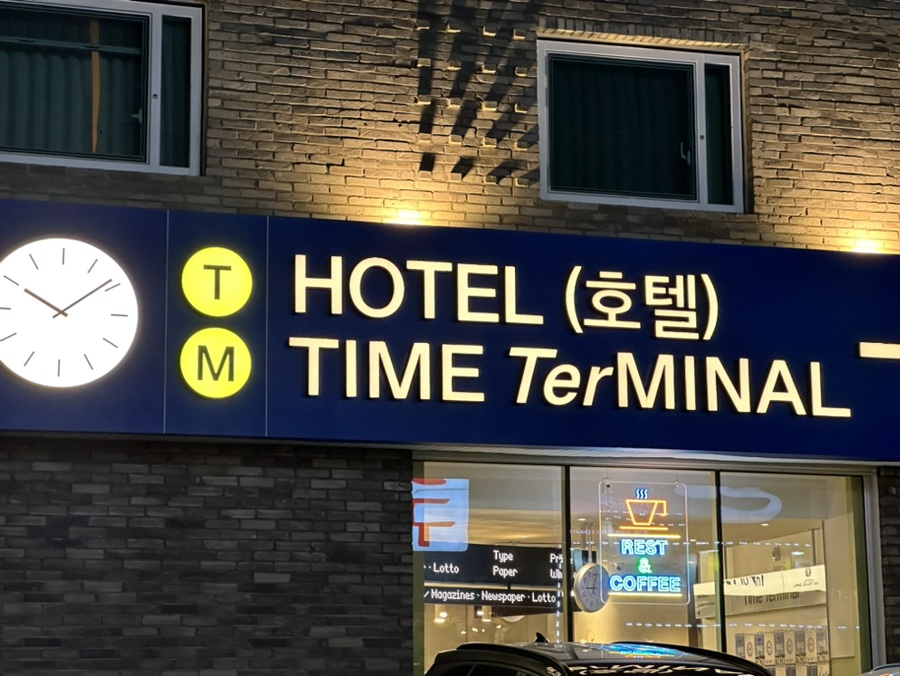 T
M
HOTEL (호텔)
TIME TerMINAL
REST
&
COFFEE
Type
· Lotto Paper
Magazines · Newspaper · Lotto
Time Terminal